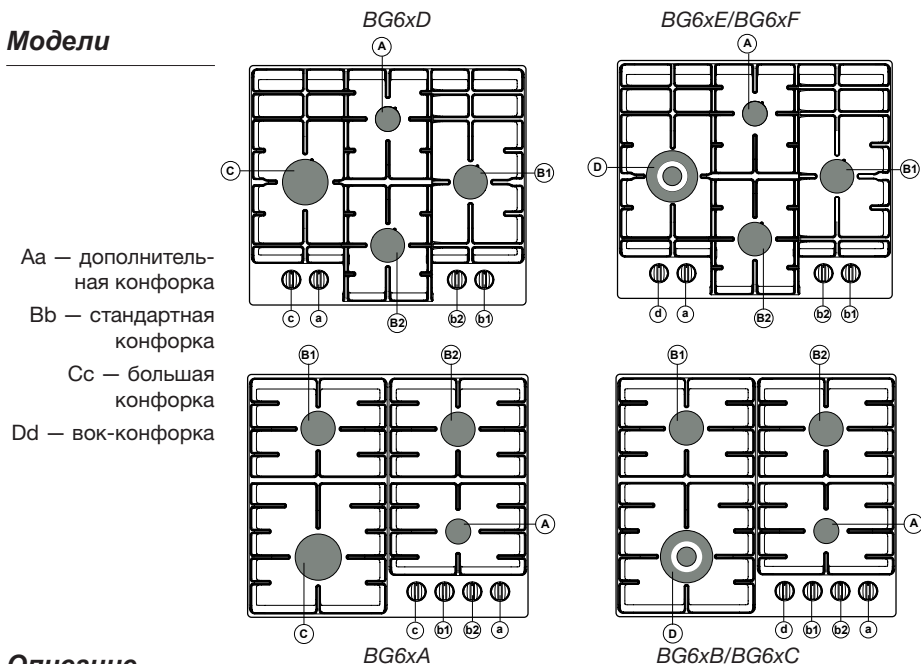 Модели
BG6xD
BG6xE/BG6xF
A
A
C
B1
D
B1
Aa — дополнитель-
ная конфорка
Bb — стандартная
конфорка
Cc — большая
конфорка
Dd — вок-конфорка
c
a
B2
b2
b1
d
a
B2
b2
b1
B1
B2
B1
B2
A
A
C
c
b1
b2
a
D
d
b1
b2
a
BG6xA
BG6xB/BG6xC
Описание